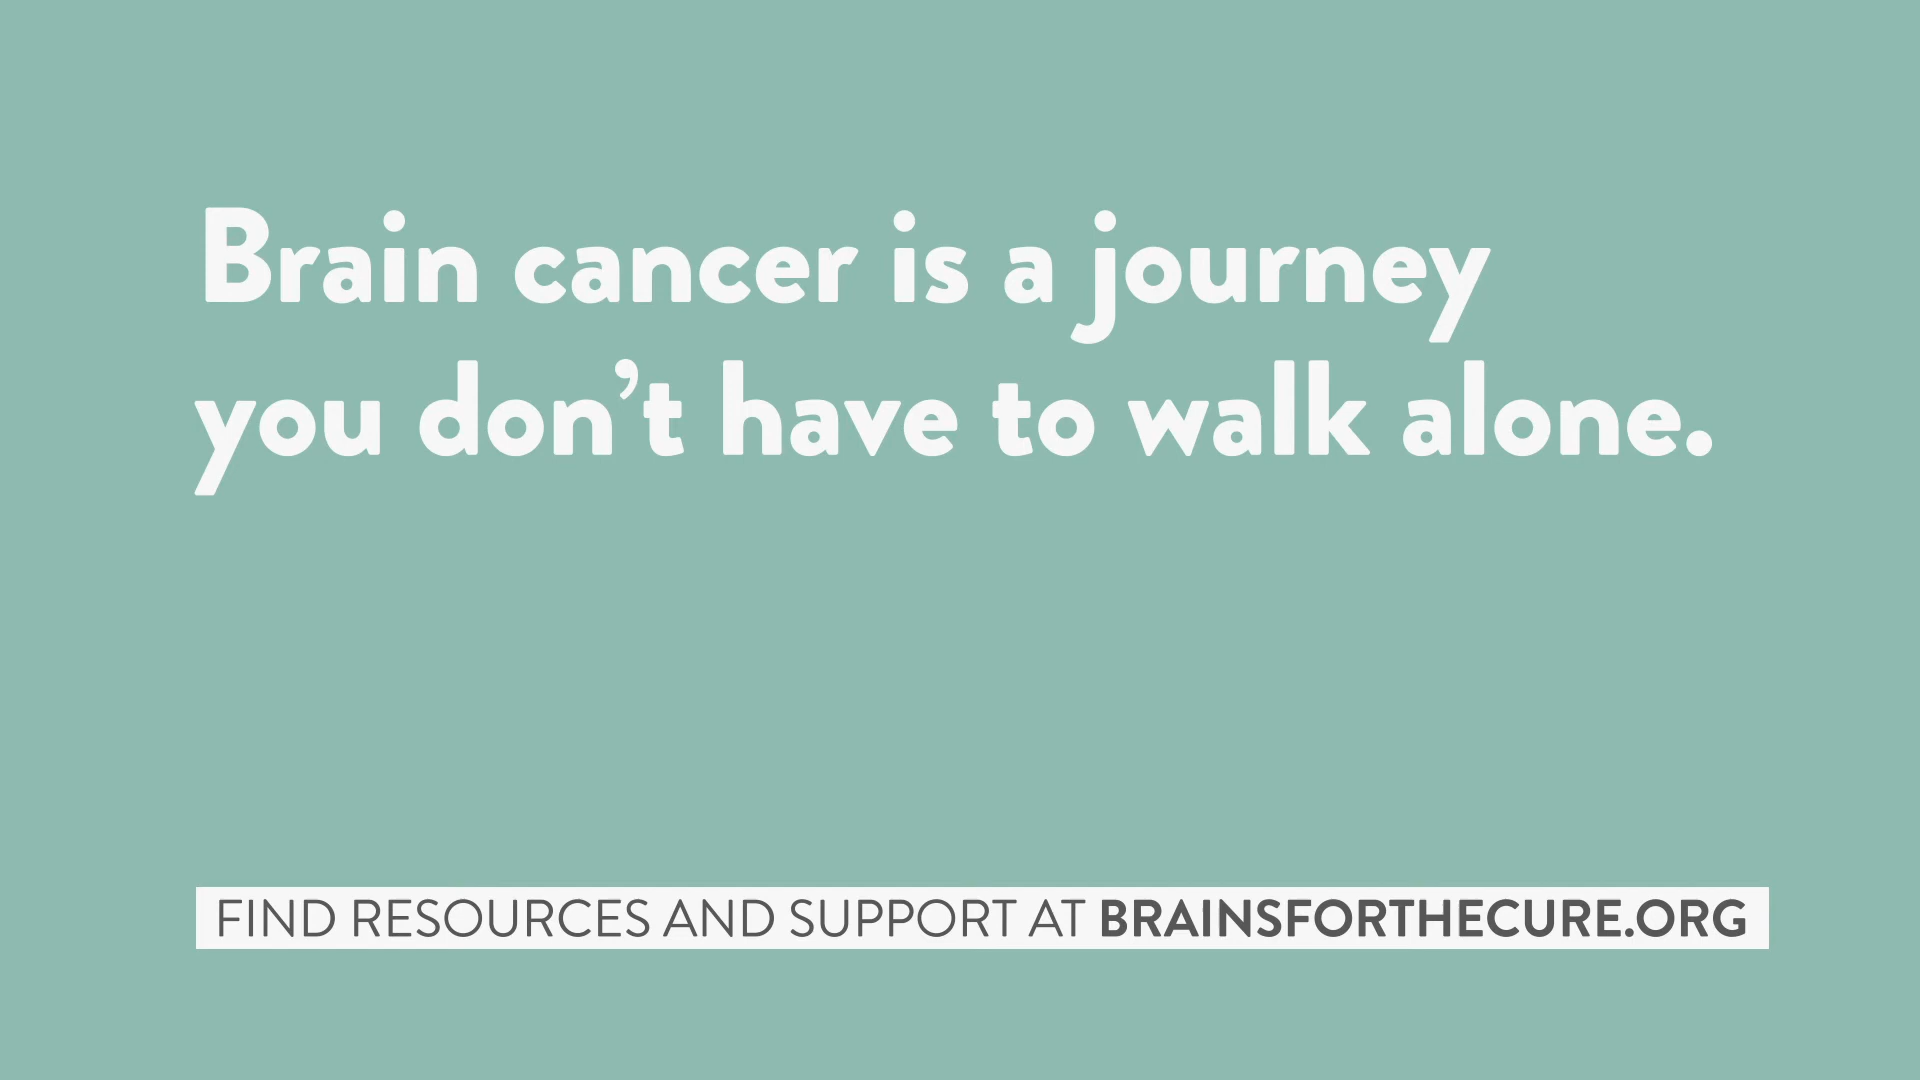 Brain cancer is a journey
you don’t have to walk alone.
FIND RESOURCES AND SUPPORT AT BRAINSFORTHECURE.ORG